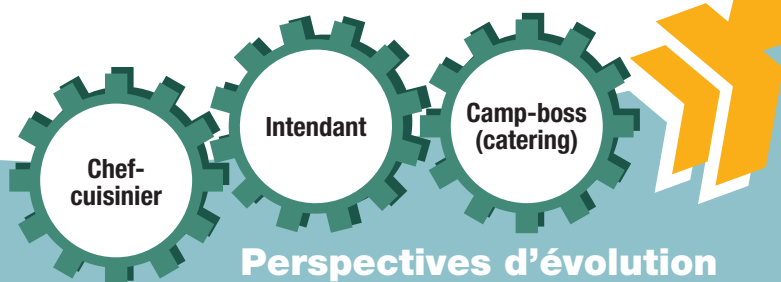 Chef-
cuisinier
Intendant
Camp-boss
(catering)
Perspectives d'évolution